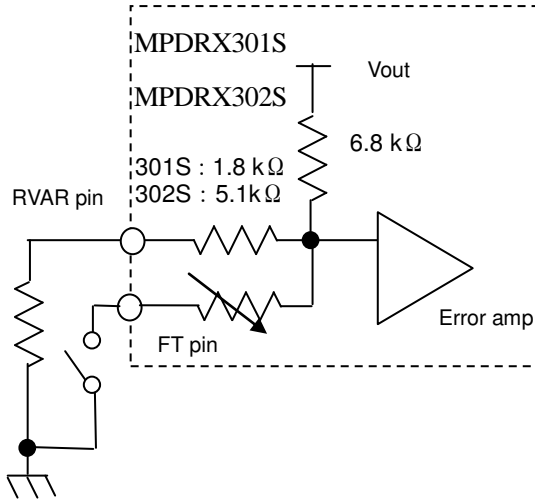 MPDRX301S
Vout
MPDRX302S
6.8 kΩ
301S : 1.8 kΩ
302S : 5.1kΩ
RVAR pin
Error amp
FT pin